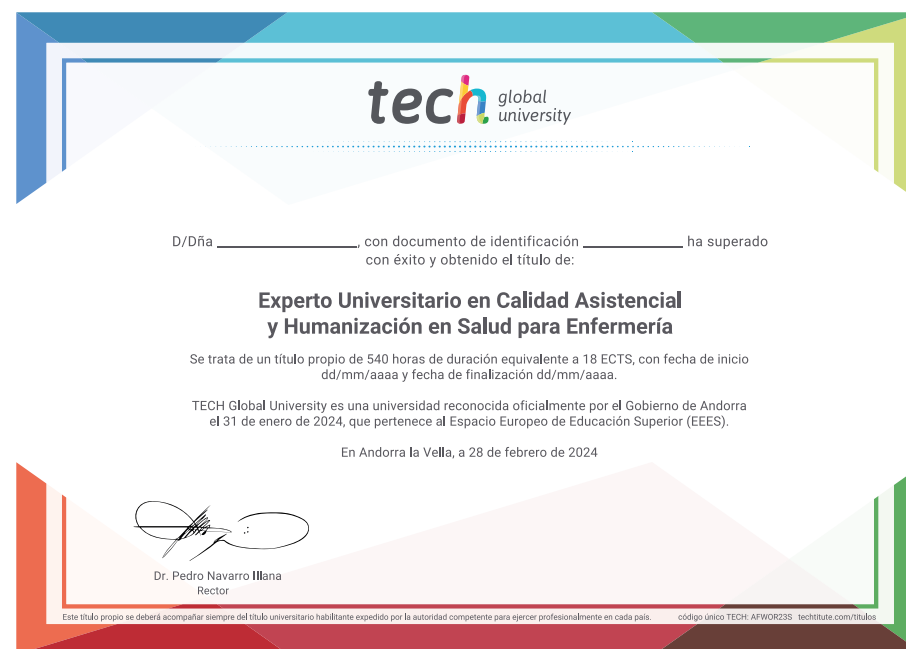 tech global
university
D/Dña ______________, con documento de identificación __________ ha superado
con éxito y obtenido el título de:
Experto Universitario en Calidad Asistencial
y Humanización en Salud para Enfermería
Se trata de un título propio de 540 horas de duración equivalente a 18 ECTS, con fecha de inicio
dd/mm/aaaa y fecha de finalización dd/mm/aaaa.
TECH Global University es una universidad reconocida oficialmente por el Gobierno de Andorra
el 31 de enero de 2024, que pertenece al Espacio Europeo de Educación Superior (EEES).
En Andorra la Vella, a 28 de febrero de 2024
Dr. Pedro Navarro Illana
Rector
Este título propio se deberá acompañar siempre del título universitario habilitante expedido por la autoridad competente para ejercer profesionalmente en cada país. código único TECH: AFWOR23S techtitute.com/titulos